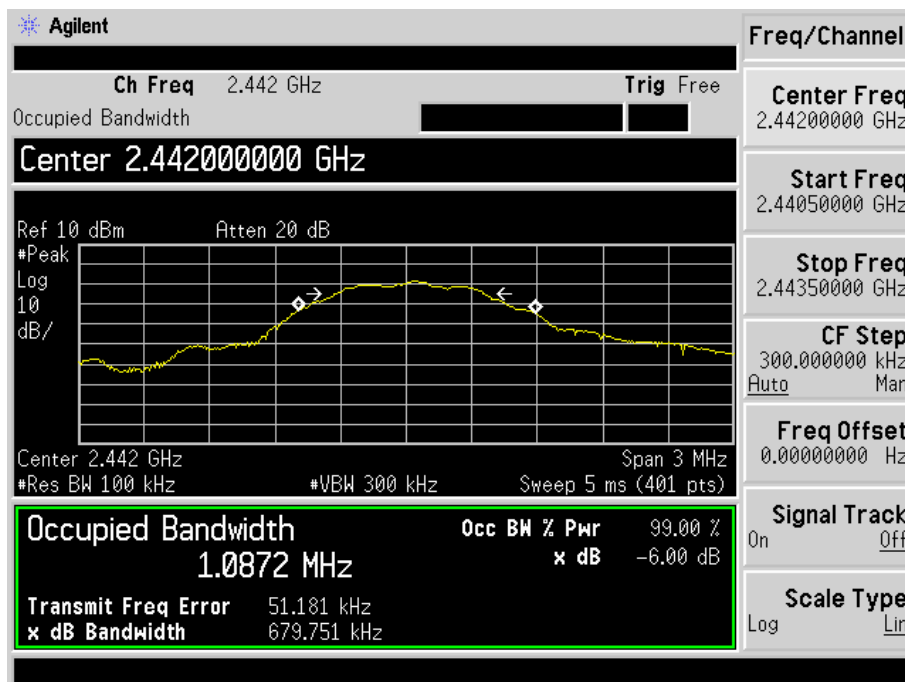 Agilent
Freq/Channel
Ch Freq 2.442 GHz Trig Free
Occupied Bandwidth
Center 2.442000000 GHz
Ref 10 dBm Atten 20 dB
#Peak
Log
10
dB/
Center 2.442 GHz Span 3 MHz
#Res BW 100 kHz #VBW 300 kHz Sweep 5 ms (401 pts)
Occupied Bandwidth Occ BW % Pwr 99.00 %
1.0872 MHz x dB -6.00 dB
Transmit Freq Error 51.181 kHz
x dB Bandwidth 679.751 kHz
Center Freq
2.44200000 GHz
Start Freq
2.44050000 GHz
Stop Freq
2.44350000 GHz
CF Step
300.000000 kHz
Auto Man
Freq Offset
0.00000000 Hz
Signal Track
On Off
Scale Type
Log Lin